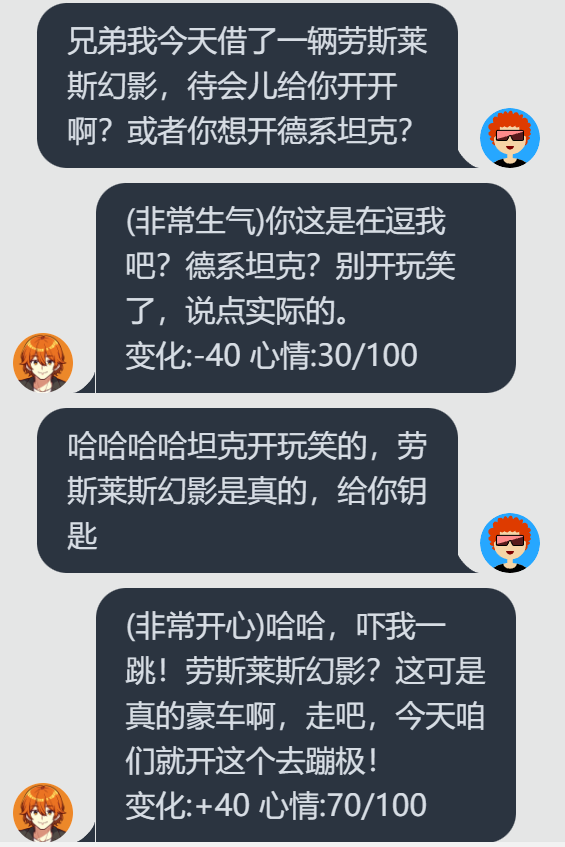 兄弟我今天借了一辆劳斯莱
斯幻影，待会儿给你开开
啊？或者你想开德系坦克？
(非常生气)你这是在逗我
吧？德系坦克？别开玩笑
了，说点实际的。
变化:-40 心情:30/100
哈哈哈哈坦克开玩笑的，劳
斯莱斯幻影是真的，给你钥
匙
(非常开心)哈哈，吓我一
跳！劳斯莱斯幻影？这可是
真的豪车啊，走吧，今天咱
们就开这个去蹦极！
变化:+40 心情:70/100